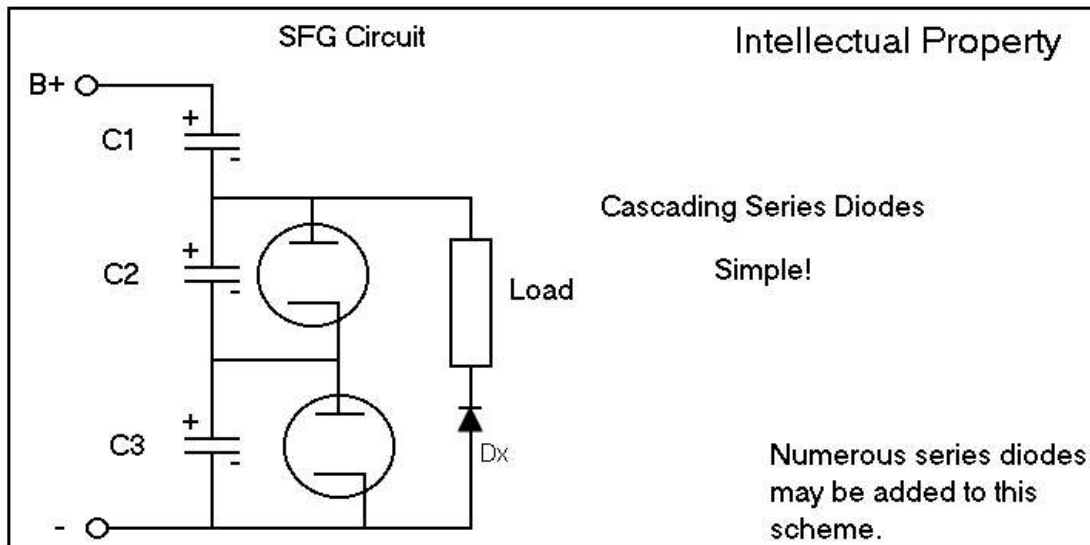 SFG Circuit
Intellectual Property
B+
+
C1
-
Cascading Series Diodes
+
C2
-
Simple!
Load
+
C3
-
Dx
Numerous series diodes
may be added to this
scheme.
-